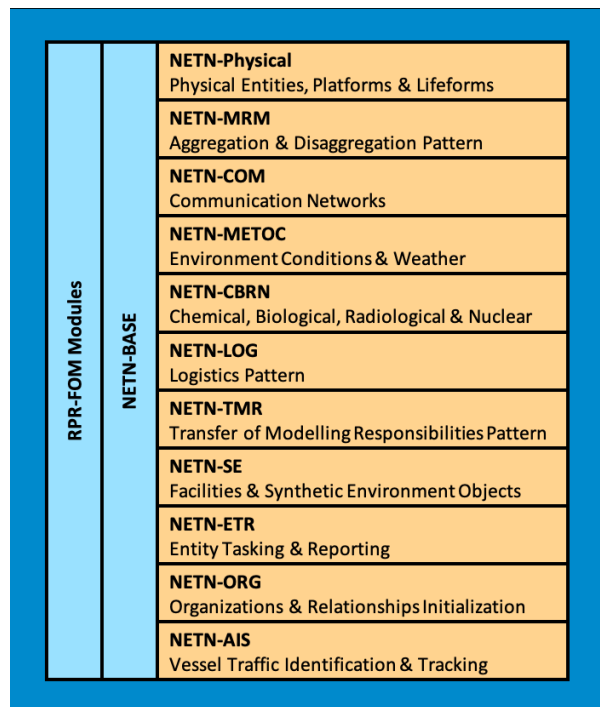 RPR-FOM Modules
NETN-BASE
NETN-Physical
Physical Entities, Platforms & Lifeforms
NETN-MRM
Aggregation & Disaggregation Pattern
NETN-COM
Communication Networks
NETN-METOC
Environment Conditions & Weather
NETN-CBRN
Chemical, Biological, Radiological & Nuclear
NETN-LOG
Logistics Pattern
NETN-TMR
Transfer of Modelling Responsibilities Pattern
NETN-SE
Facilities & Synthetic Environment Objects
NETN-ETR
Entity Tasking & Reporting
NETN-ORG
Organizations & Relationships Initialization
NETN-AIS
Vessel Traffic Identification & Tracking